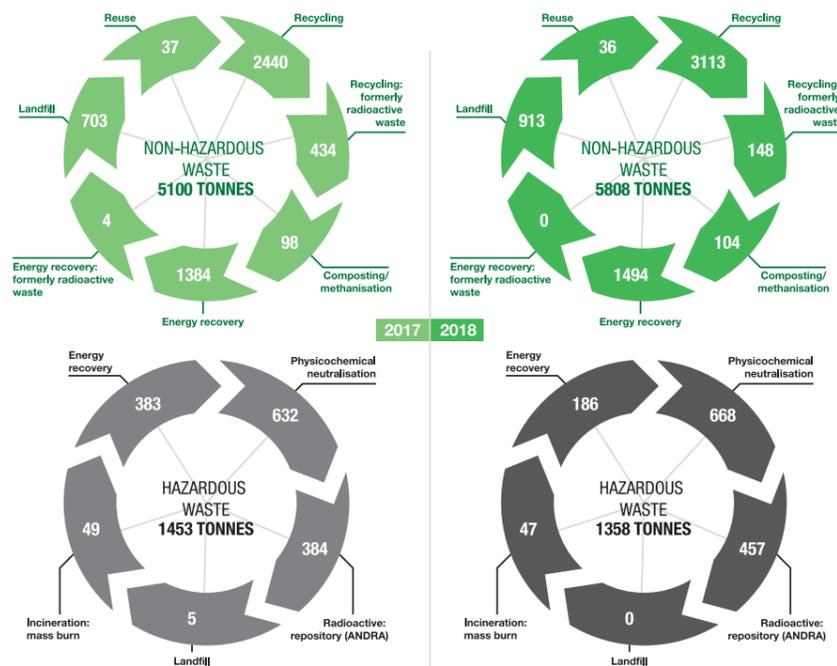 Reuse
37
Recycling
2440
Recycling:
formerly
radioactive
waste
434
98
Composting/
methanisation
1384
Energy recovery
4
Energy recovery:
formerly radioactive
waste
Landfill
703
NON-HAZARDOUS
WASTE
5100 TONNES
Reuse
36
Recycling
3113
Recycling:
formerly
radioactive
waste
148
104
Composting/
methanisation
1494
Energy recovery
0
Energy recovery:
formerly radioactive
waste
Landfill
913
NON-HAZARDOUS
WASTE
5808 TONNES
2017
2018
Energy
recovery
383
Physicochemical
neutralisation
632
384
Radioactive:
repository (ANDRA)
5
Landfill
49
Incineration:
mass burn
HAZARDOUS
WASTE
1453 TONNES
Energy
recovery
186
Physicochemical
neutralisation
668
457
Radioactive:
repository (ANDRA)
0
Landfill
47
Incineration:
mass burn
HAZARDOUS
WASTE
1358 TONNES